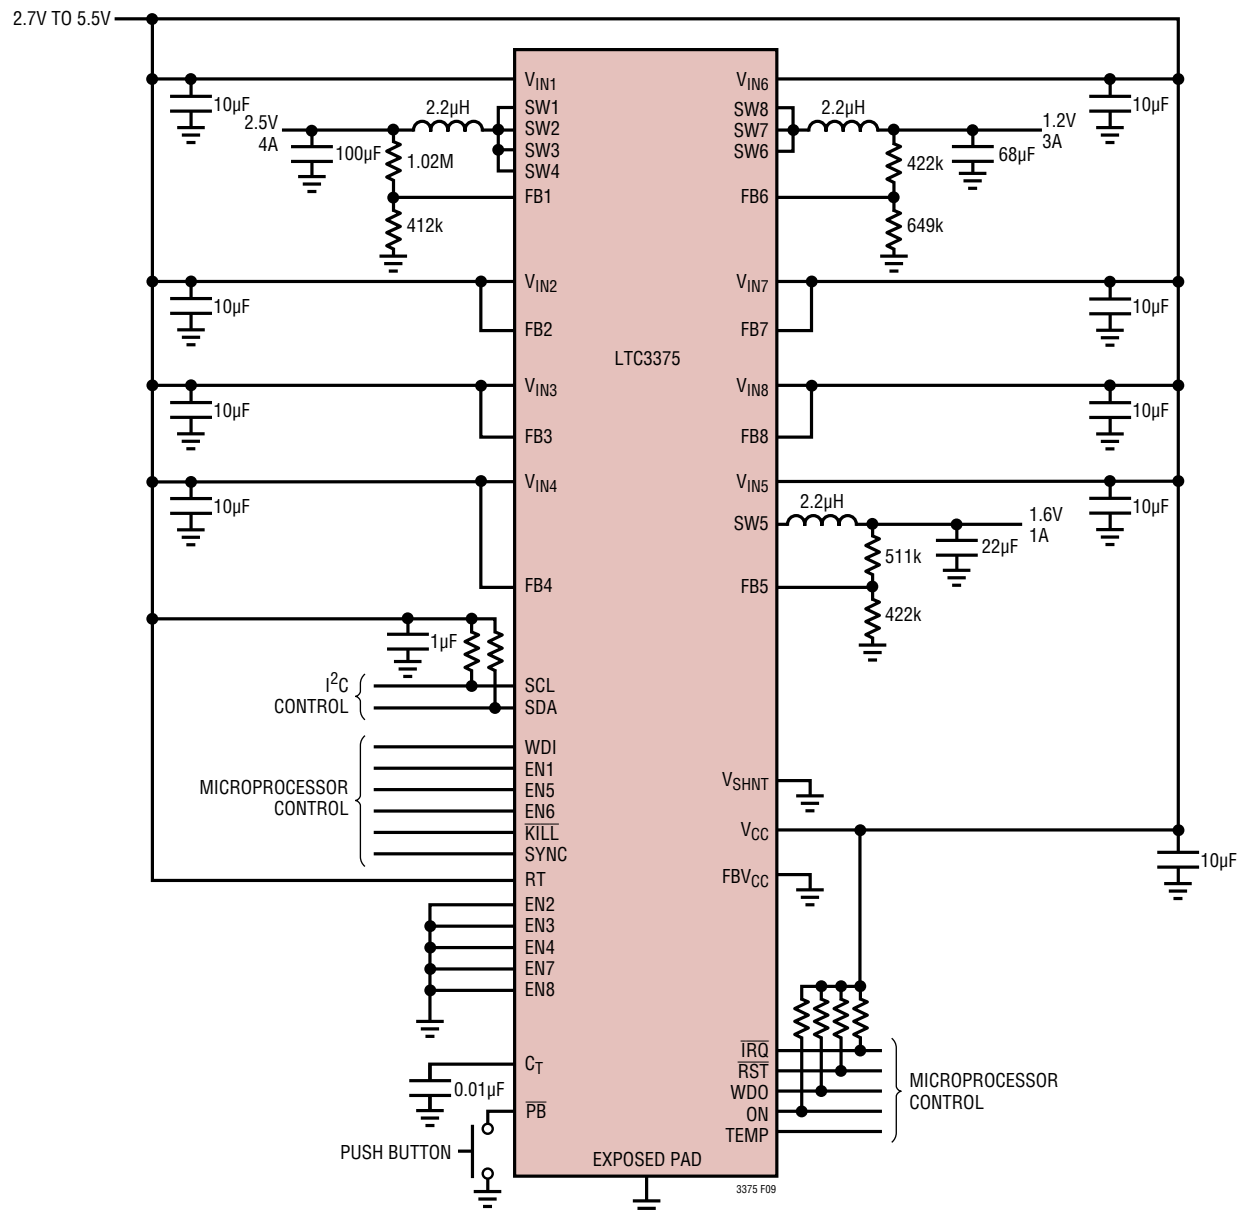 2.7V TO 5.5V
VIN1
VIN6
10µF
2.2µH
SW1
SW8
2.2µH
10µF
2.5V
4A
SW2
SW7
1.2V
3A
100µF
1.02M
SW3
SW6
422k
68µF
SW4
FB1
FB6
412k
649k
VIN2
VIN7
10µF
10µF
FB2
FB7
LTC3375
VIN3
VIN8
10µF
10µF
FB3
FB8
VIN4
VIN5
10µF
2.2µH
10µF
SW5
1.6V
1A
22µF
511k
FB4
FB5
422k
1µF
I2C
CONTROL
SCL
SDA
MICROPROCESSOR
CONTROL
WDI
EN1
EN5
EN6
KILL
SYNC
RT
EN2
EN3
EN4
EN7
EN8
VSHNT
VCC
10µF
FBVCC
CT
0.01µF
PB
PUSH BUTTON
IRQ
RST
WDO
ON
TEMP
MICROPROCESSOR
CONTROL
EXPOSED PAD
3375 F09